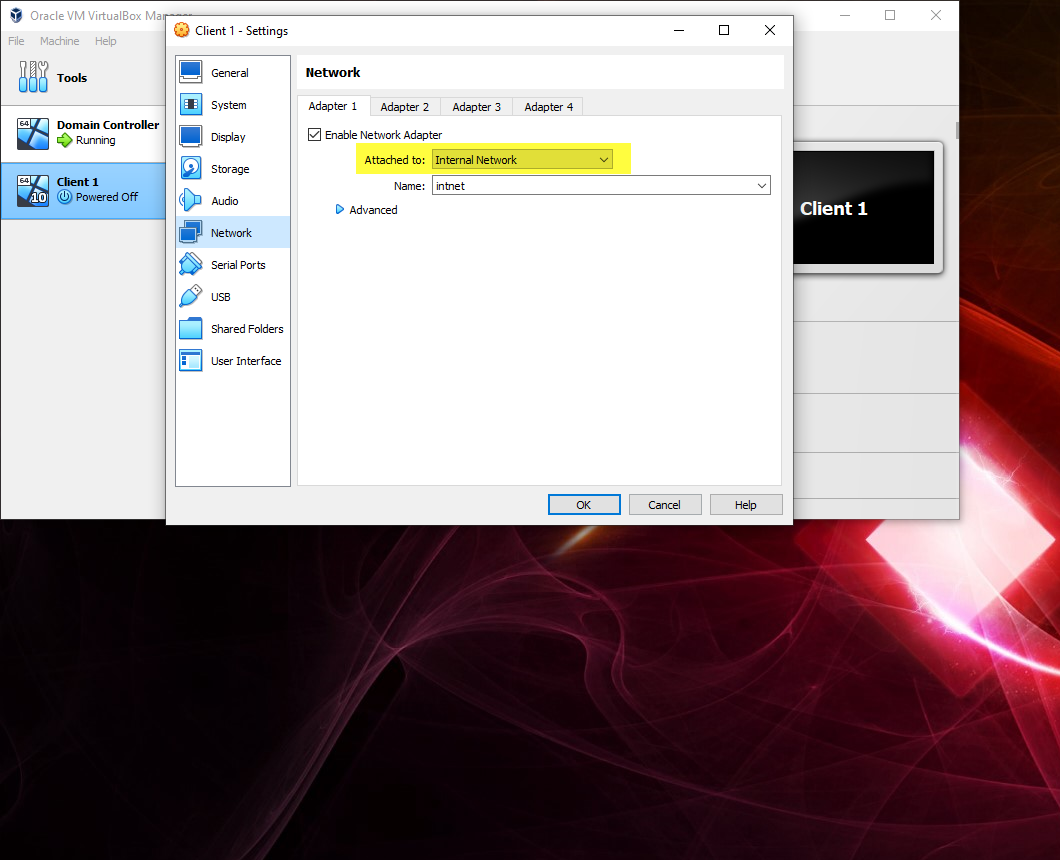 Oracle VM VirtualBox Manager
File Machine Help
Tools
64
Domain Controller
Running
64
10
Client 1
Powered Off
Client 1 - Settings
General
System
Display
Storage
Audio
Network
Serial Ports
USB
Shared Folders
User Interface
Network
Adapter 1 Adapter 2 Adapter 3 Adapter 4
Enable Network Adapter
Attached to: Internal Network
Name: intnet
Advanced
OK Cancel Help
Client 1